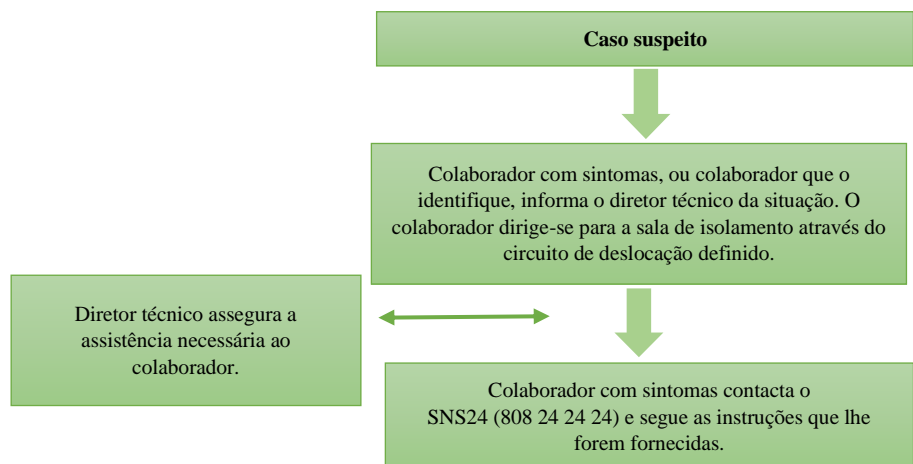 Caso suspeito
Colaborador com sintomas, ou colaborador que o
identifique, informa o diretor técnico da situação. O
colaborador dirige-se para a sala de isolamento através do
circuito de deslocação definido.
Diretor técnico assegura a
assistência necessária ao
colaborador.
Colaborador com sintomas contacta o
SNS24 (808 24 24 24) e segue as instruções que lhe
forem fornecidas.